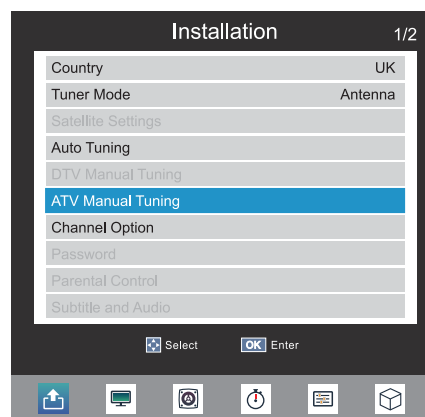 Installation
1/2
Country UK
Tuner Mode Antenna
Satellite Settings
Auto Tuning
DTV Manual Tuning
ATV Manual Tuning
Channel Option
Password
Parental Control
Subtitle and Audio
Select OK Enter